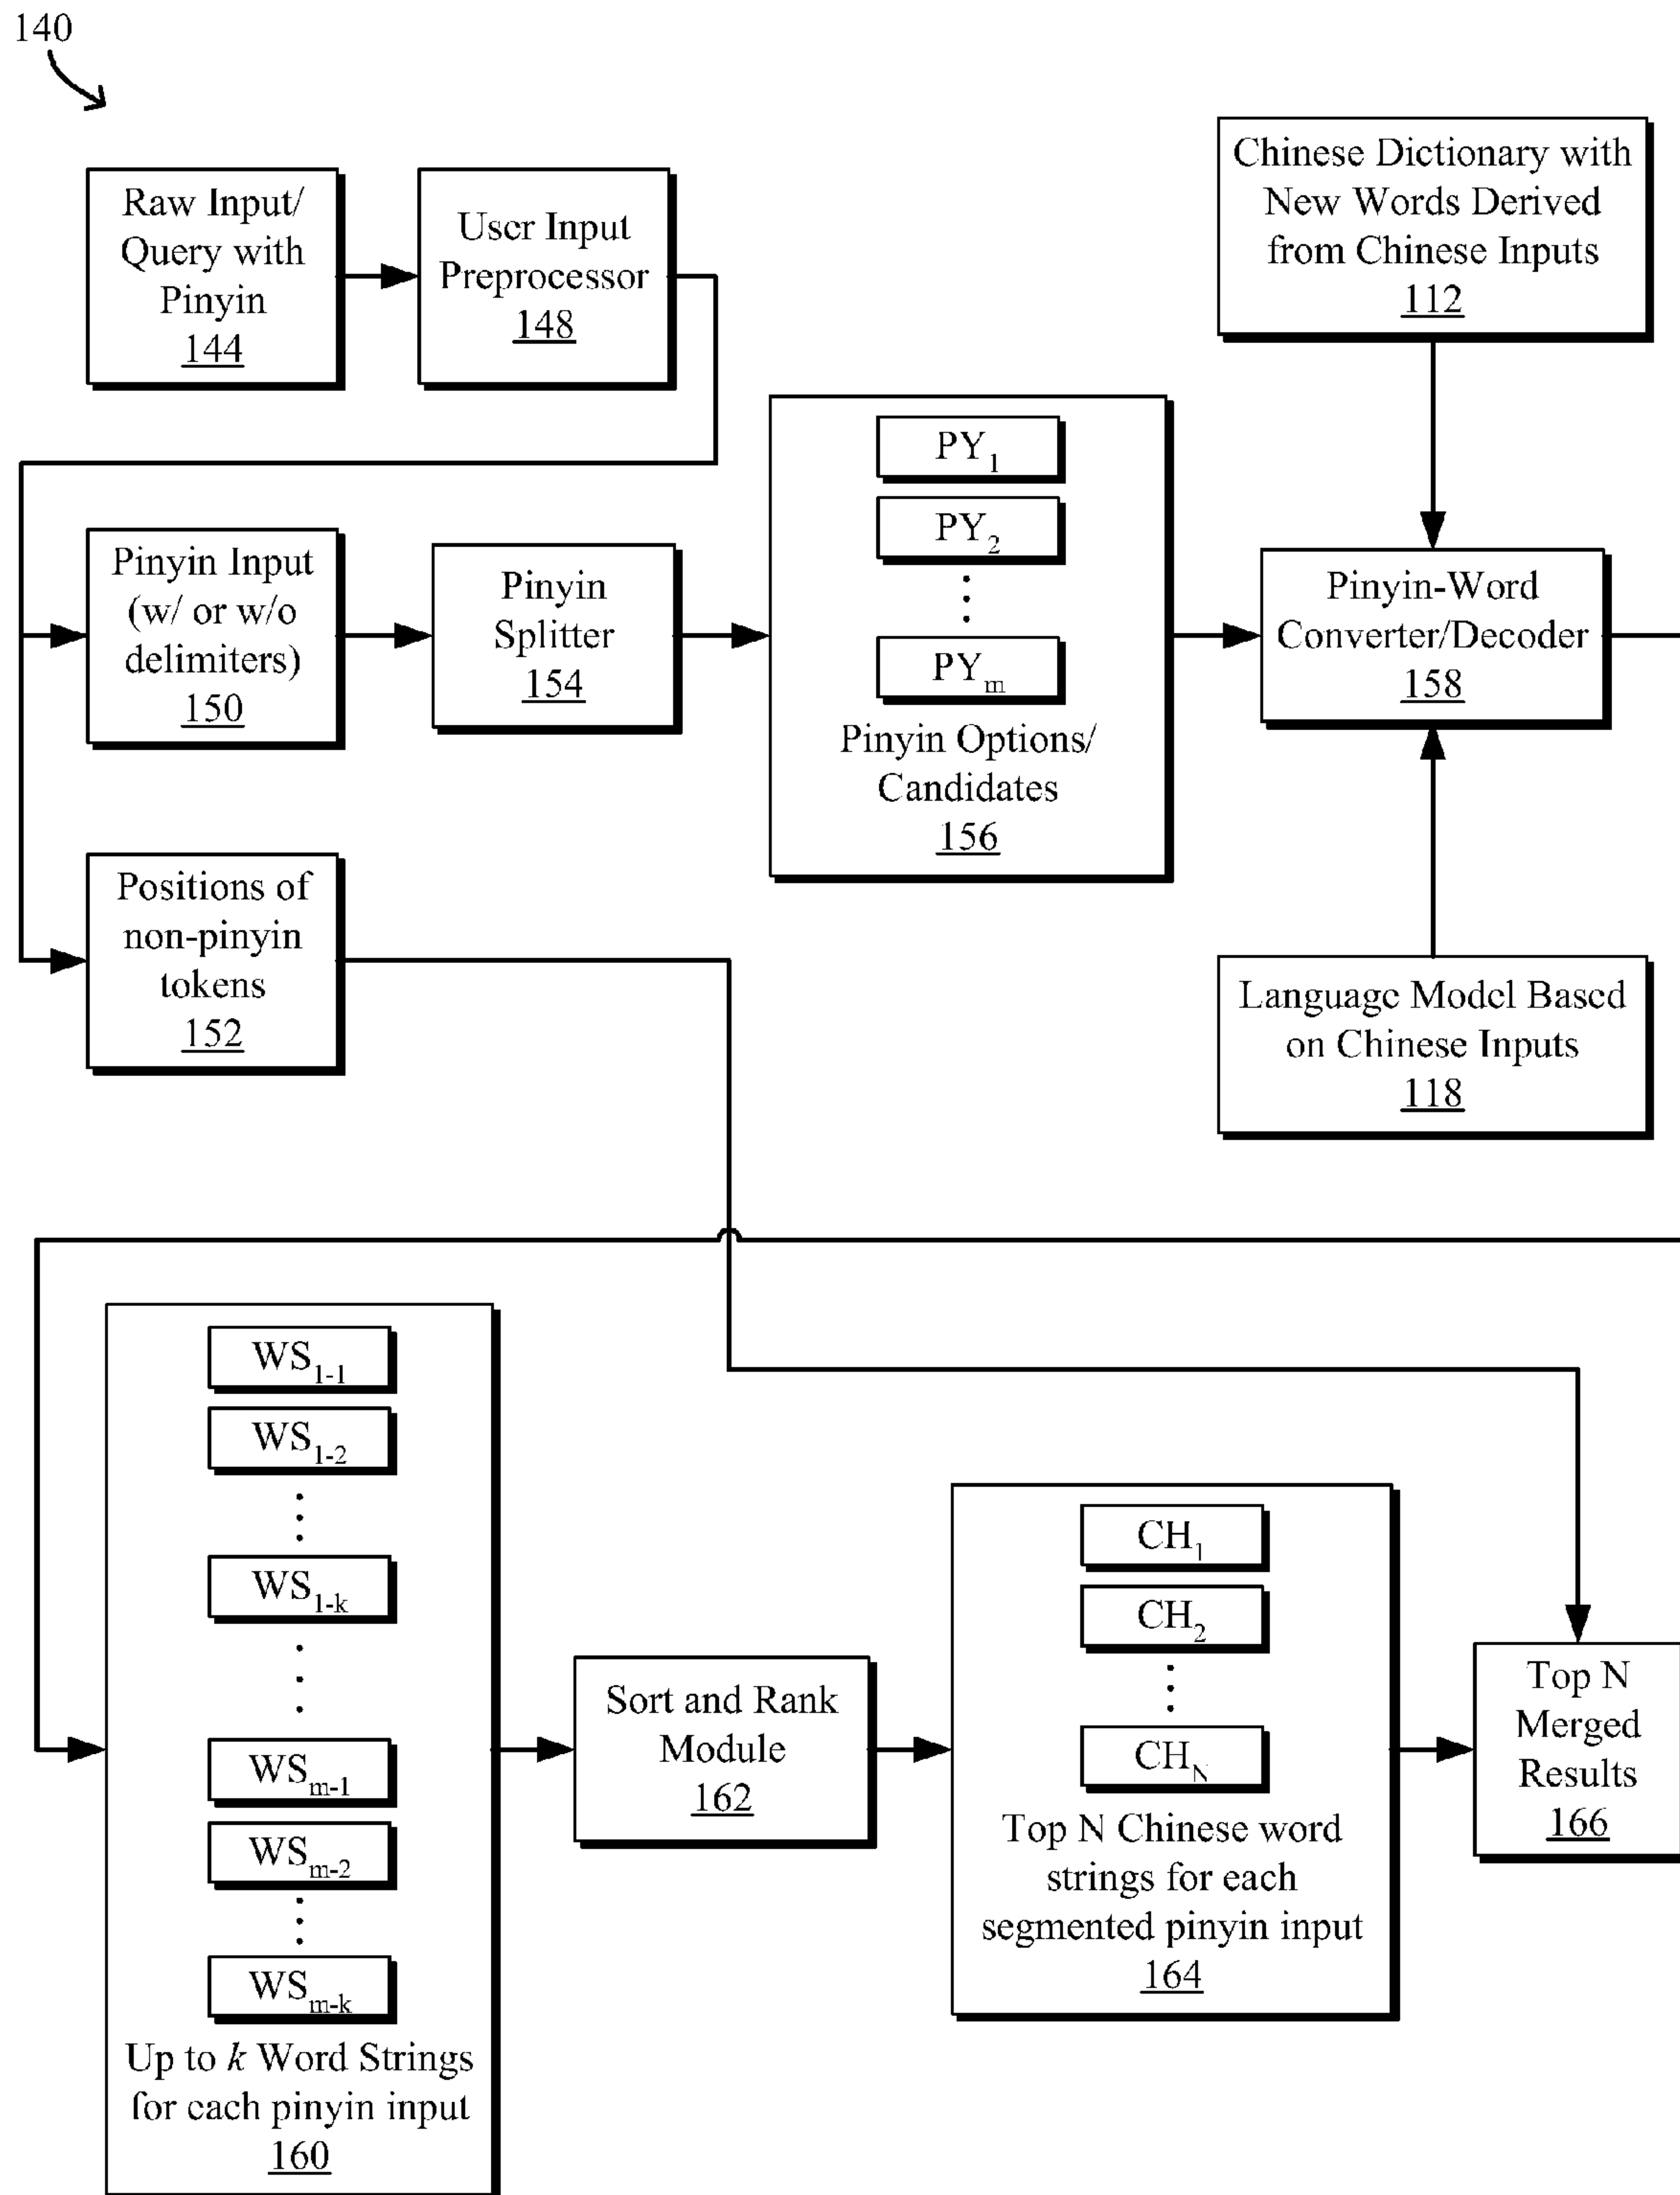 140
Raw Input/
Query with
Pinyin
144
User Input
Preprocessor
148
Chinese Dictionary with
New Words Derived
from Chinese Inputs
112
Pinyin Input
(w/ or w/o
delimiters)
150
Pinyin
Splitter
154
PY1
PY2
PYm
Pinyin Options/
Candidates
156
Pinyin-Word
Converter/Decoder
158
Positions of
non-pinyin
tokens
152
Language Model Based
on Chinese Inputs
118
WS1-1
WS1-2
WS1-k
WSm-1
WSm-2
WSm-k
Up to k Word Strings
for each pinyin input
160
Sort and Rank
Module
162
CH1
CH2
CHN
Top N Chinese word
strings for each
segmented pinyin input
164
Top N
Merged
Results
166